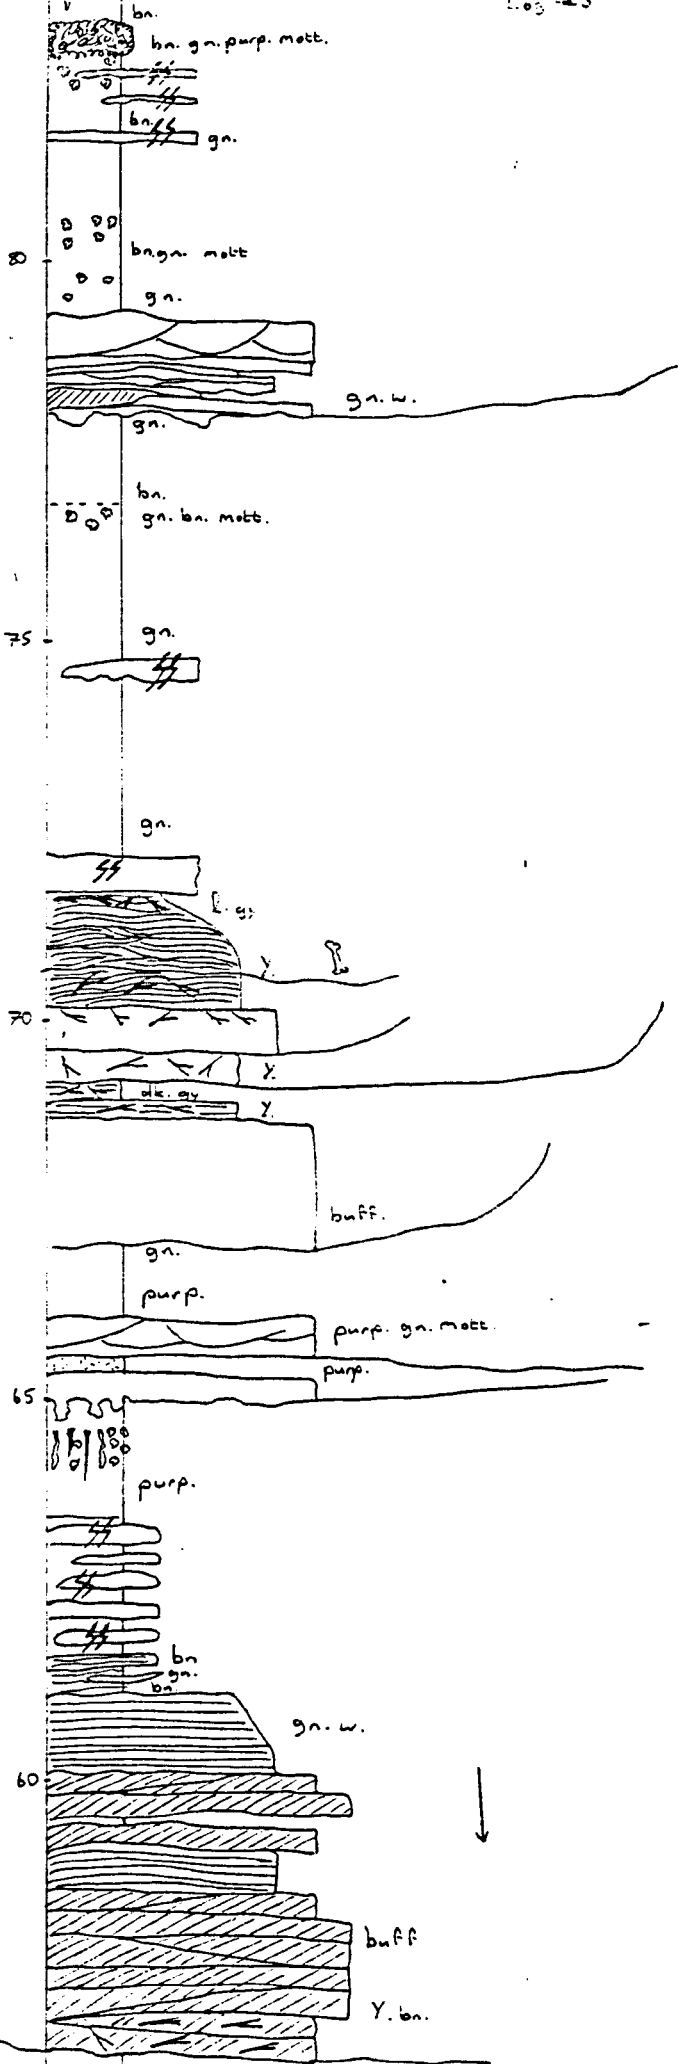 bn.
bn. gn. purp. mott.
bn.
gn.
80
bn.gn. mott
gn.
gn. w.
gn.
bn.
gn. bn. mott.
75
gn.
gn.
Y.
70
Y.
dk. gy
Y.
buff.
gn.
purp.
purp. gn. mott.
purp.
65
purp.
bn
gn.
bn
gn. w.
60
buff
Y. bn.